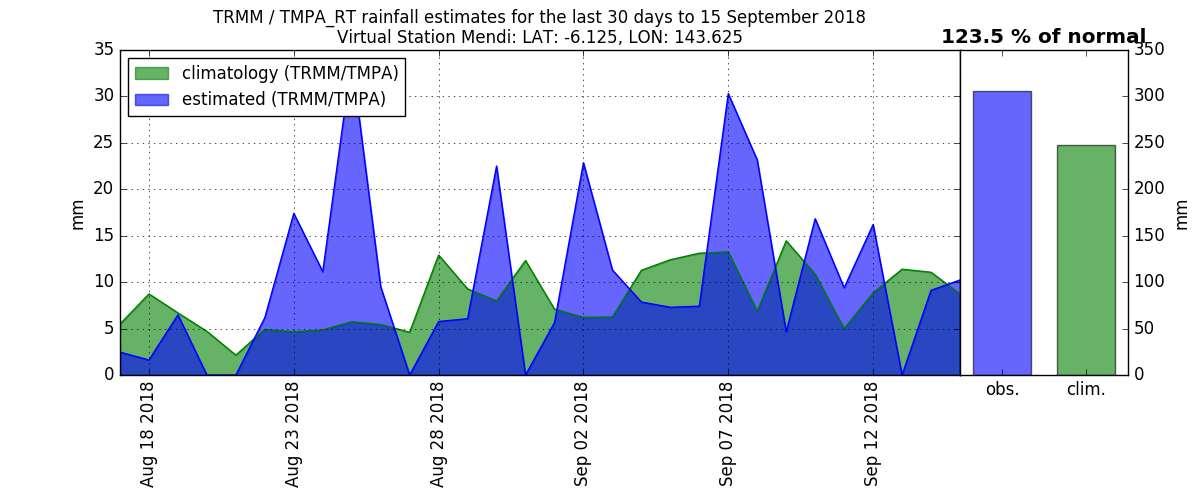 TRMM / TMPA_RT rainfall estimates for the last 30 days to 15 September 2018
Virtual Station Mendi: LAT: -6.125, LON: 143.625
123.5 % of normal
climatology (TRMM/TMPA)
estimated (TRMM/TMPA)
35
30
25
20
15
10
5
0
mm
350
300
250
200
150
100
50
0
mm
obs.
clim.
Aug 18 2018
Aug 23 2018
Aug 28 2018
Sep 02 2018
Sep 07 2018
Sep 12 2018